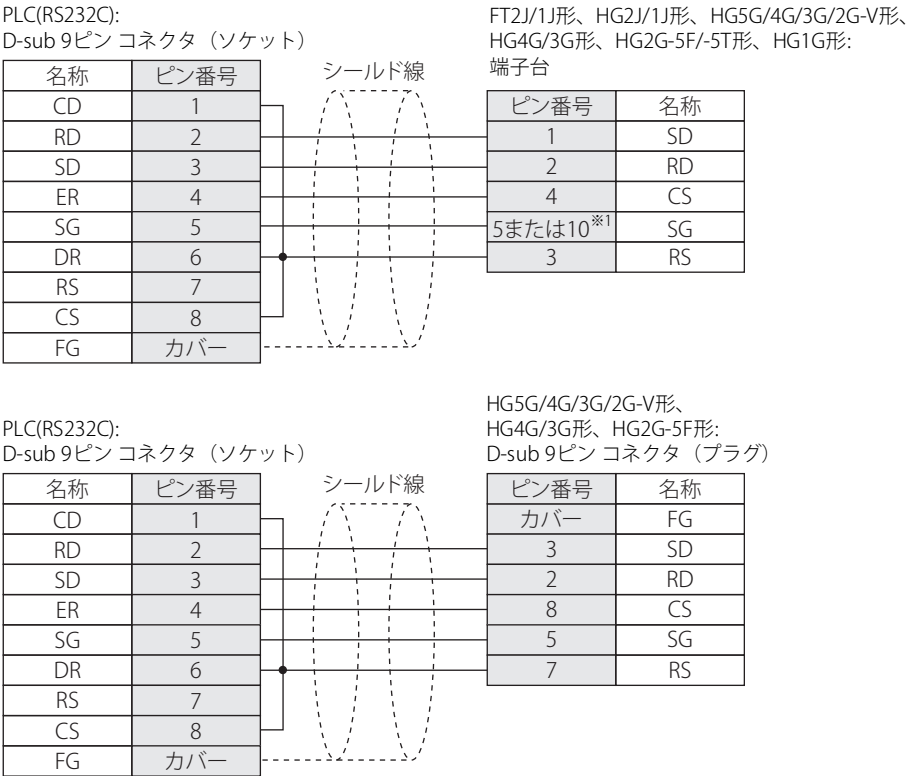 PLC(RS232C):
D-sub 9ピン コネクタ（ソケット）
FT2J/1J形、HG2J/1J形、HG5G/4G/3G/2G-V形、
HG4G/3G形、HG2G-5F/-5T形、HG1G形:
端子台
名称 ピン番号
シールド線
CD 1
RD 2
SD 3
ER 4
SG 5
DR 6
RS 7
CS 8
FG カバー
ピン番号 名称
1 SD
2 RD
4 CS
5または10※1 SG
3 RS
PLC(RS232C):
D-sub 9ピン コネクタ（ソケット）
HG5G/4G/3G/2G-V形、
HG4G/3G形、HG2G-5F形:
D-sub 9ピン コネクタ（プラグ）
名称 ピン番号
シールド線
CD 1
RD 2
SD 3
ER 4
SG 5
DR 6
RS 7
CS 8
FG カバー
ピン番号 名称
カバー FG
3 SD
2 RD
8 CS
5 SG
7 RS